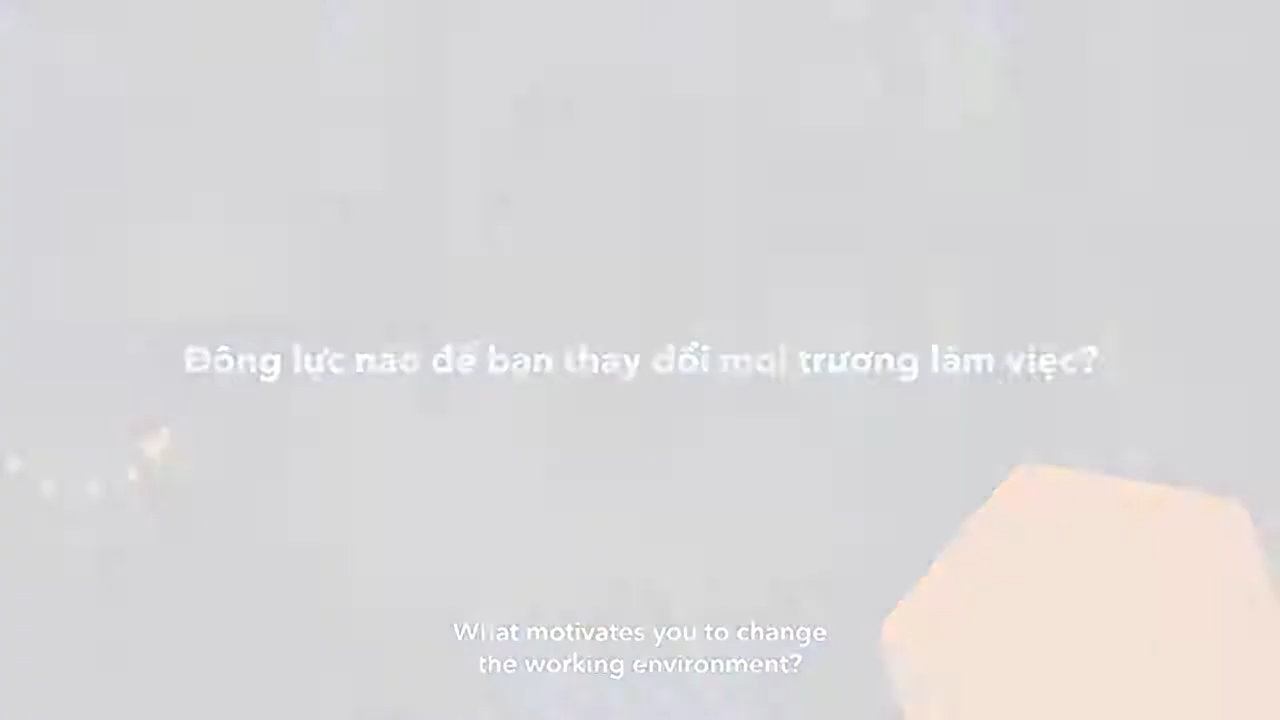 Động lực nào để bạn thay đổi môi trường làm việc?
What motivates you to change
the working environment?